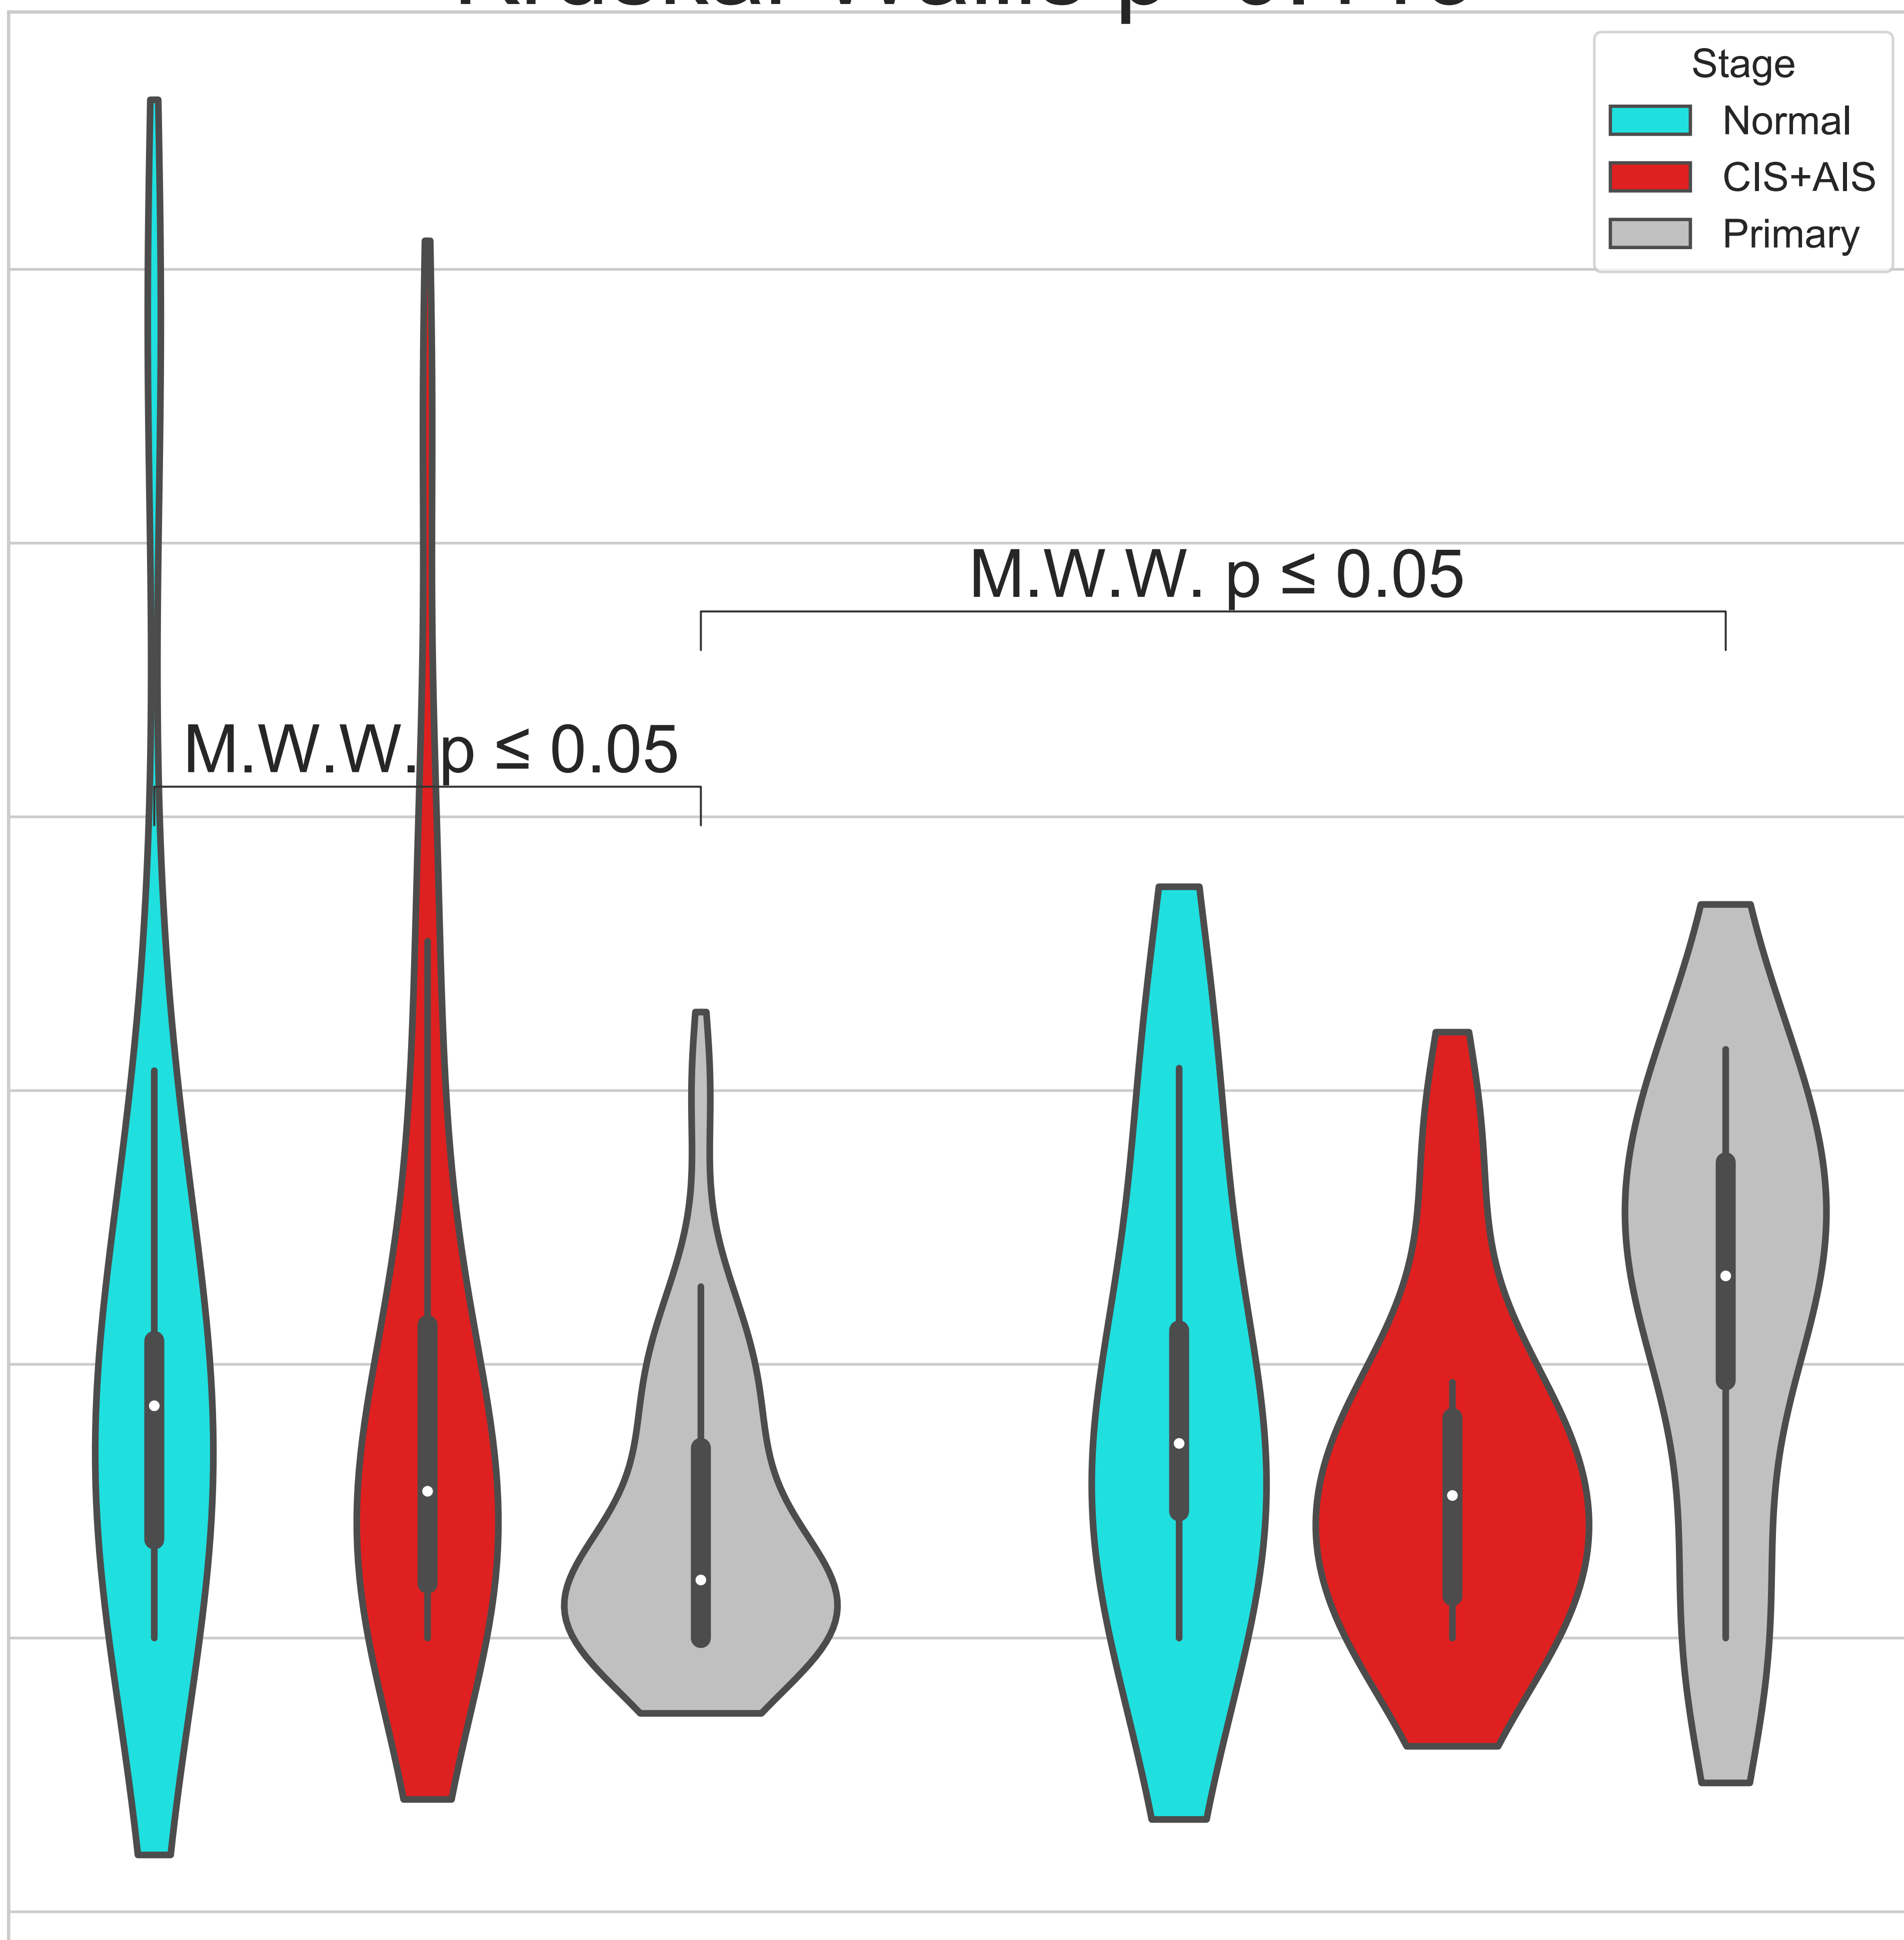 Stage
Normal
CIS+AIS
Primary
M.W.W. p ≤ 0.05
M.W.W. p ≤ 0.05